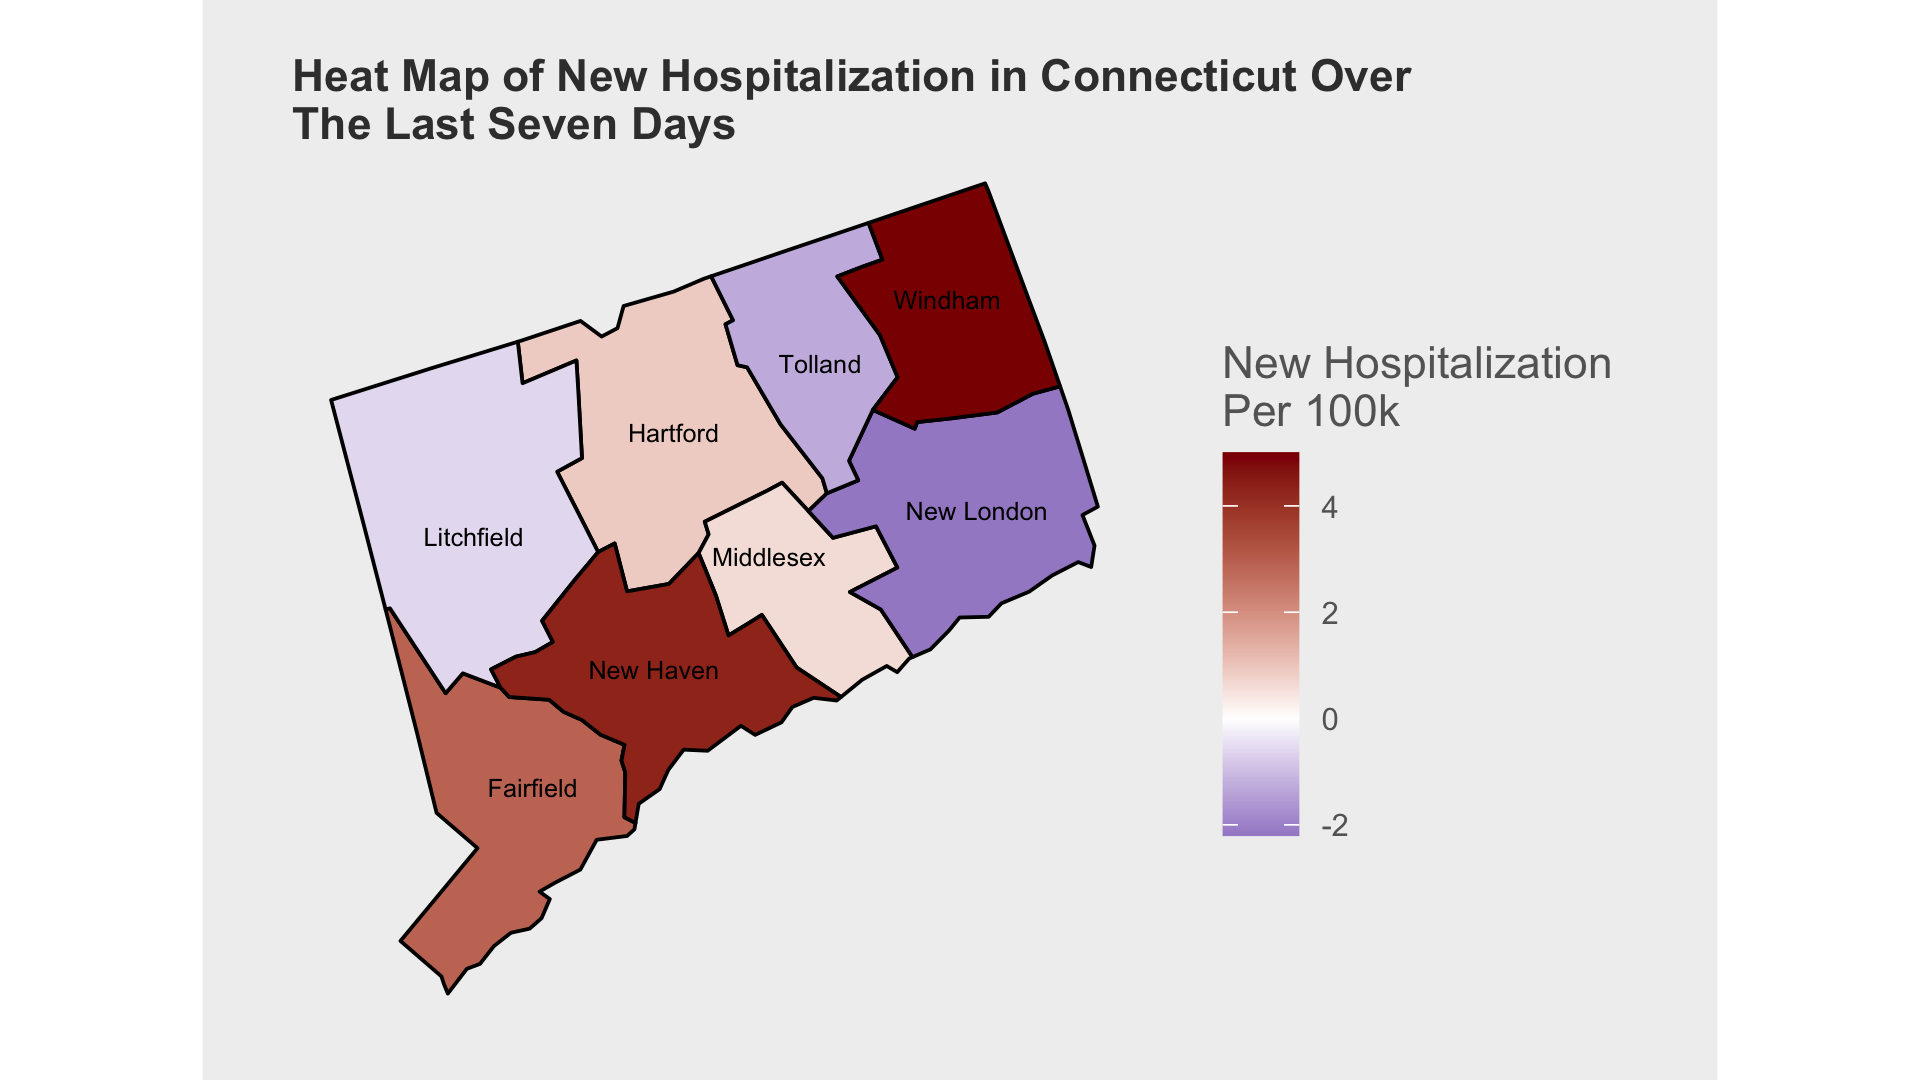 Heat Map of New Hospitalization in Connecticut Over
The Last Seven Days
Windham
Tolland
Hartford
New London
Litchfield
Middlesex
New Haven
Fairfield
New Hospitalization
Per 100k
4
2
0
-2